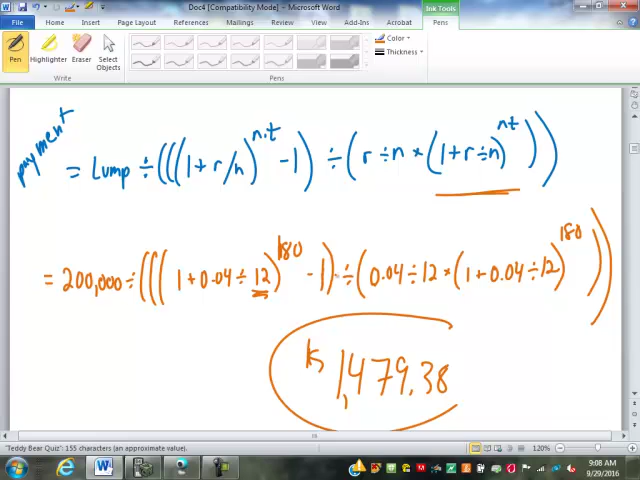 Doc4 [Compatibility Mode] - Microsoft Word
Ink Tools
File Home Insert Page Layout References Mailings Review View Acrobat Pens
Pen Highlighter Eraser Select Objects
Color
Thickness
Write
Pens
payment
= Lump ÷ (((1+r/n)^n.t -1) ÷ (r÷n * (1+r÷n)^nt))
= 200,000 ÷ (((1+0.04÷12)^180 -1) ÷ (0.04÷12 * (1+0.04÷12)^180))
1,479.38
"Teddy Bear Quiz": 155 characters (an approximate value).
120%
9:08 AM
9/29/2016